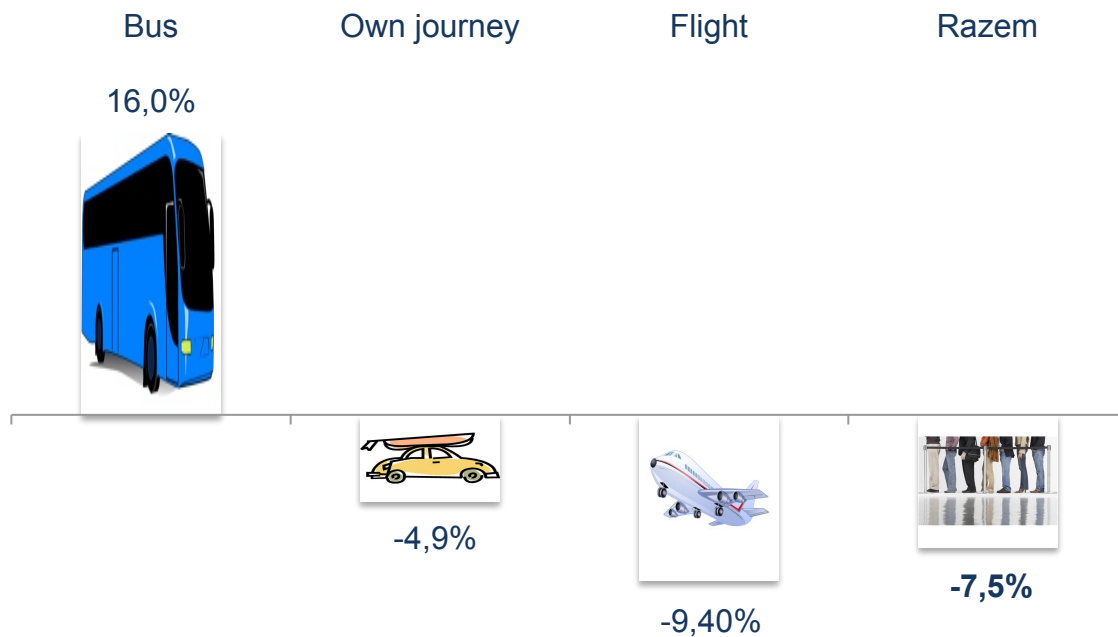 Bus
Own journey
Flight
Razem
16,0%
-4,9%
-9,40%
-7,5%